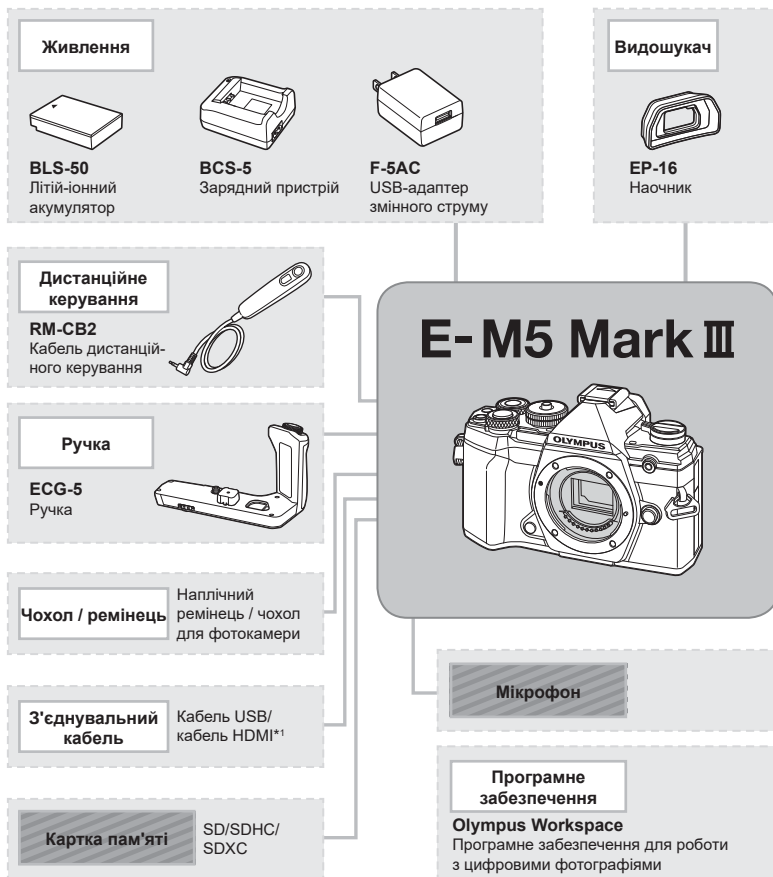 Живлення
BLS-50
Літій-іонний
акумулятор
BCS-5
Зарядний пристрій
F-5AC
USB-адаптер
змінного струму
Видошукач
EP-16
Наочник
Дистанційне
керування
RM-CB2
Кабель дистанцій-
ного керування
E-M5 Mark III
OLYMPUS
Ручка
ECG-5
Ручка
Чохол / ремінець
Наплічний
ремінець / чохол
для фотокамери
З'єднувальний
кабель
Кабель USB/
кабель HDMI*1
Картка пам'яті
SD/SDHC/
SDXC
Мікрофон
Програмне
забезпечення
Olympus Workspace
Програмне забезпечення для роботи
з цифровими фотографіями